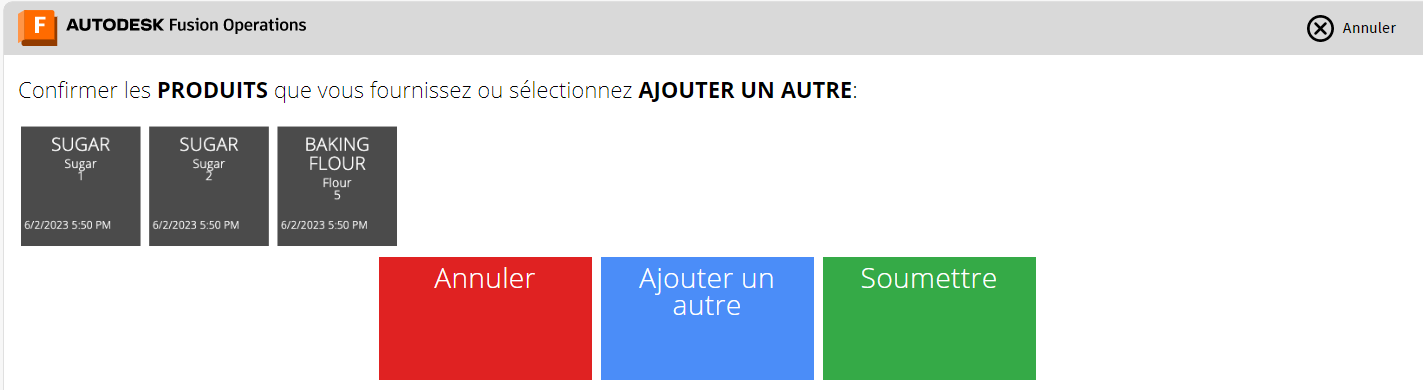 F AUTODESK Fusion Operations
Annuler
Confirmer les PRODUITS que vous fournissez ou sélectionnez AJOUTER UN AUTRE:
SUGAR
Sugar
1
6/2/2023 5:50 PM
SUGAR
Sugar
2
6/2/2023 5:50 PM
BAKING
FLOUR
Flour
5
6/2/2023 5:50 PM
Annuler
Ajouter un
autre
Soumettre